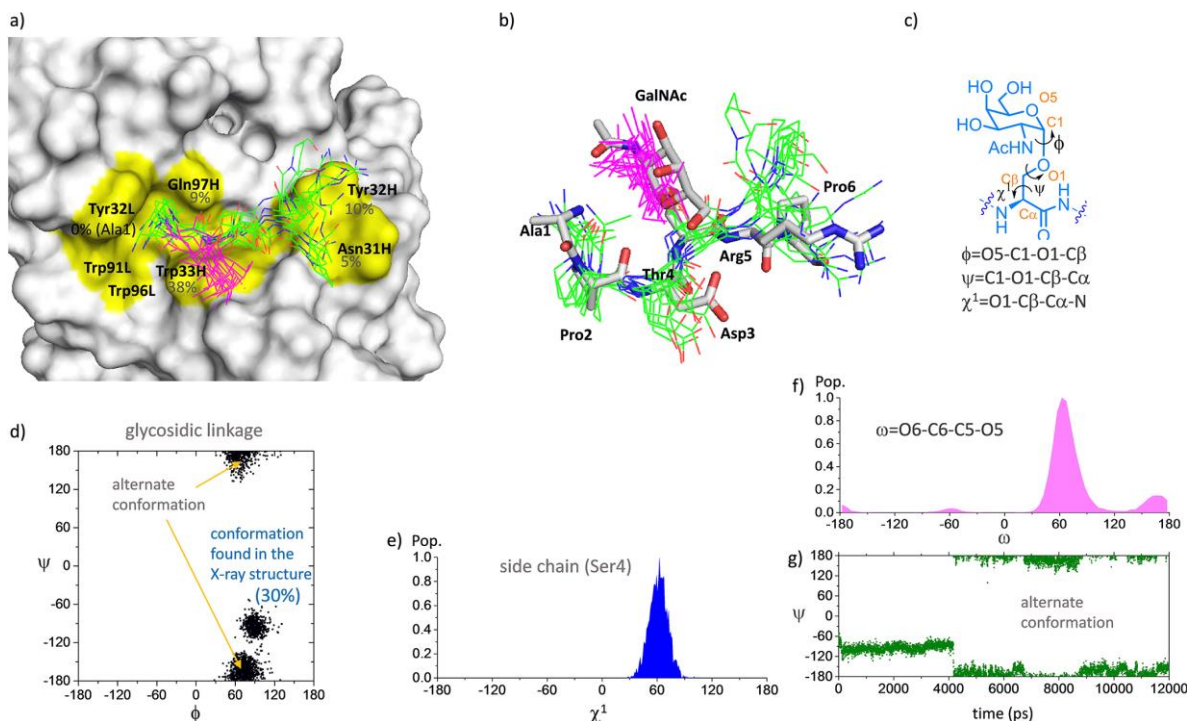 a)
Gln97H
9%
Tyr32L
0% (Ala1)
Trp91L
Trp96L
Trp33H
38%
Tyr32H
10%
Asn31H
5%
b)
GalNAc
Ala1
Pro2
Thr4
Asp3
Arg5
Pro6
c)
OH
OH
O5
HO
C1
AcHN
O
ϕ
Cβ
O
O1
χ¹
ψ
N
H
Cα
O
H
N
ϕ=O5-C1-O1-Cβ
ψ=C1-O1-Cβ-Cα
χ¹=O1-Cβ-Cα-N
d)
glycosidic linkage
180
120
60
0
-60
-120
-180
ψ
alternate
conformation
conformation
found in the
X-ray structure
(30%)
-180 -120 -60 0 60 120 180
ϕ
e)
Pop.
1.0
0.8
0.6
0.4
0.2
0.0
side chain (Ser4)
-180 -120 -60 0 60 120 180
χ¹
f)
Pop.
1.0
0.8
0.6
0.4
0.2
0.0
ω=O6-C6-C5-O5
-180 -120 -60 0 60 120 180
ω
g)
180
120
60
0
-60
-120
-180
ψ
alternate
conformation
0 2000 4000 6000 8000 10000 12000
time (ps)